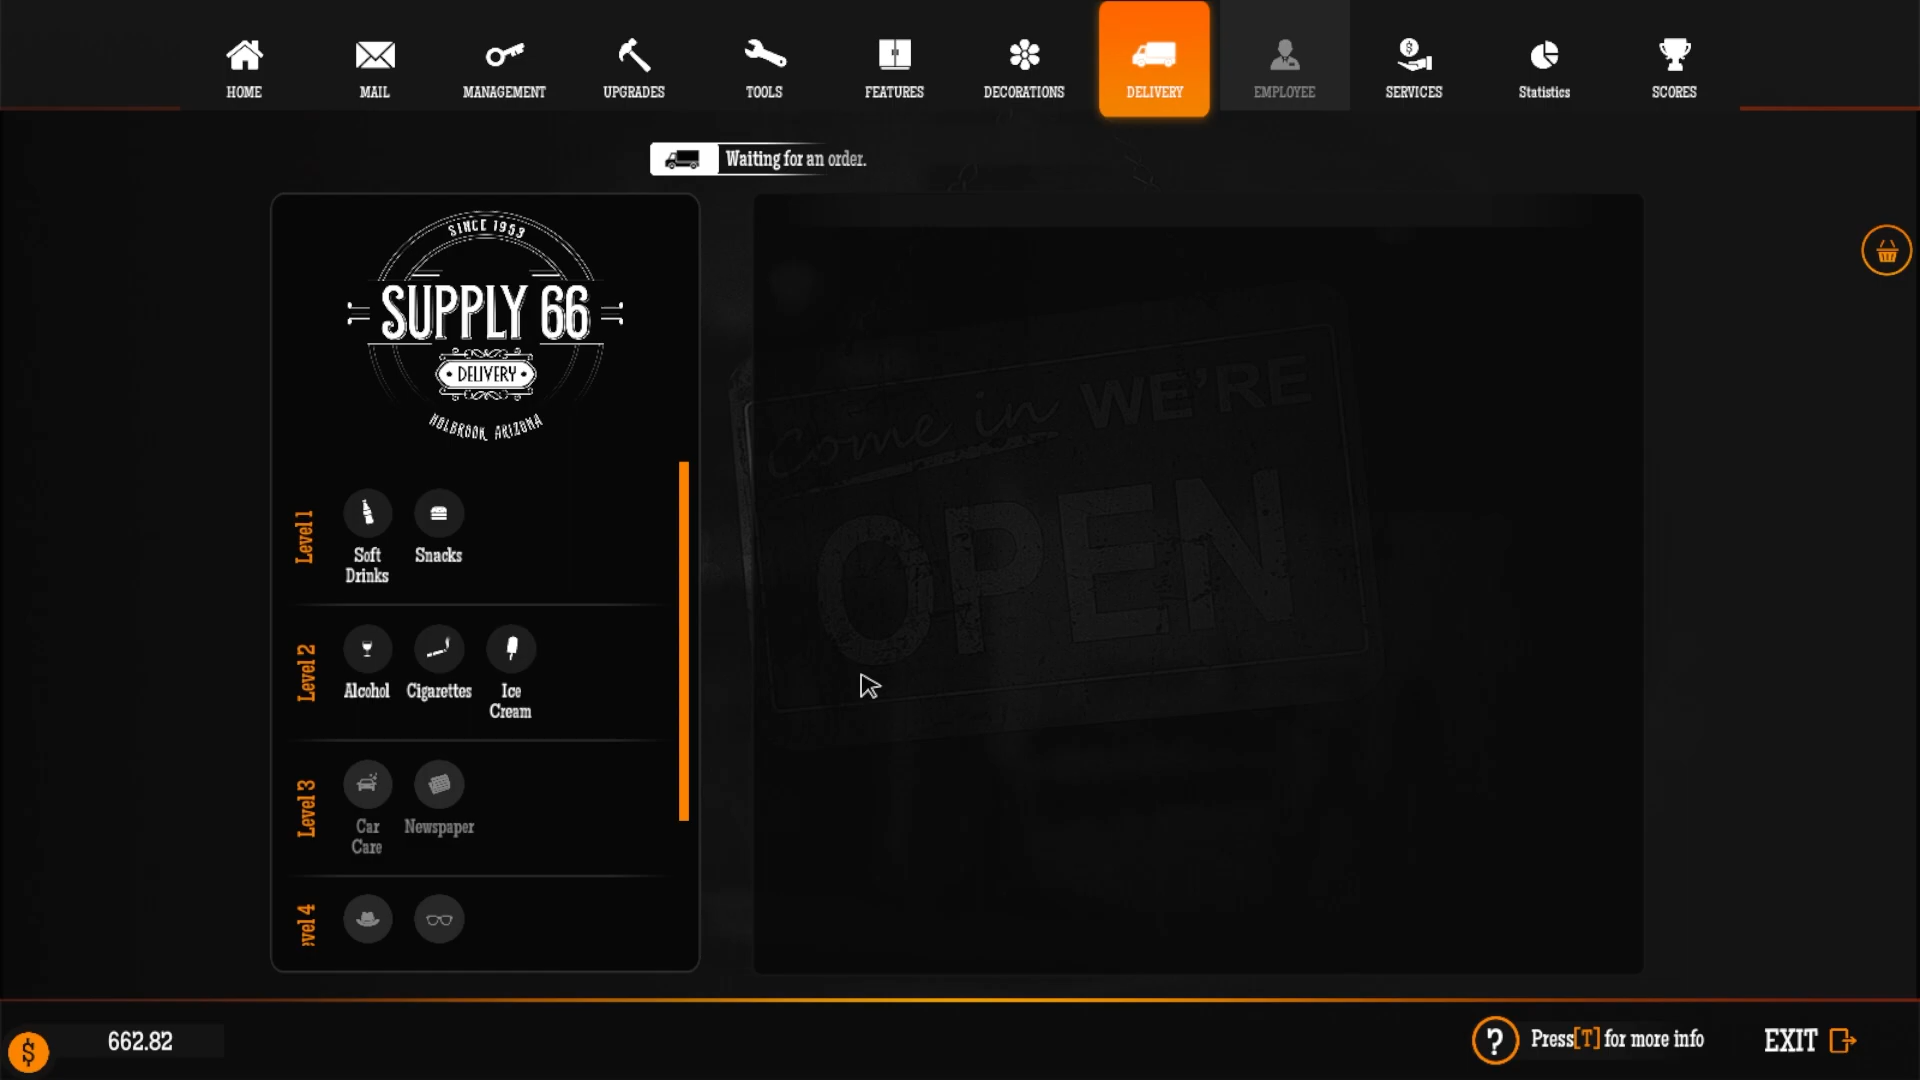 HOME
MAIL
MANAGEMENT
UPGRADES
TOOLS
FEATURES
DECORATIONS
DELIVERY
EMPLOYEE
SERVICES
Statistics
SCORES
Waiting for an order.
SINCE 1953
SUPPLY 66
• DELIVERY •
HOLBROOK, ARIZONA
Come in WE'RE
OPEN
Level 1
Soft
Drinks
Snacks
Level 2
Alcohol
Cigarettes
Ice
Cream
Level 3
Car
Care
Newspaper
evel 4
$ 662.82
? Press[T] for more info
EXIT